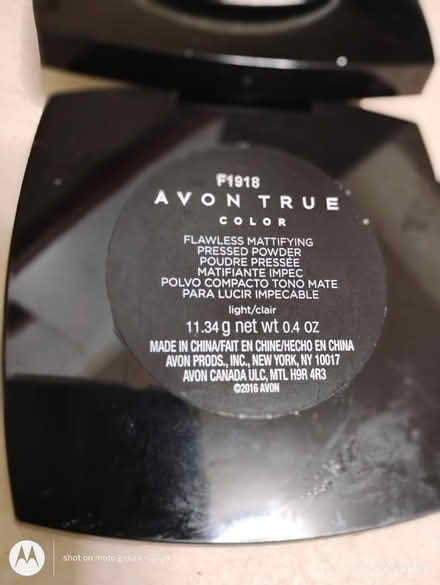 F1918
AVON TRUE
COLOR
FLAWLESS MATTIFYING
PRESSED POWDER
POUDRE PRESSÉE
MATIFIANTE IMPEC
POLVO COMPACTO TONO MATE
PARA LUCIR IMPECABLE
light/clair
11.34 g net wt 0.4 oz
MADE IN CHINA/FAIT EN CHINE/HECHO EN CHINA
AVON PRODS., INC., NEW YORK, NY 10017
AVON CANADA ULC, MTL H9R 4R3
©2016 AVON
shot on moto